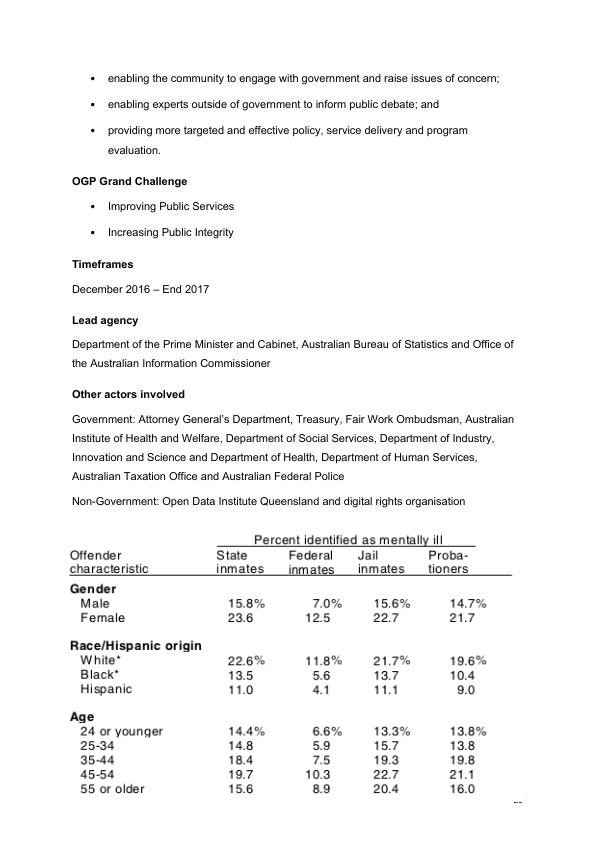 • enabling the community to engage with government and raise issues of concern;
• enabling experts outside of government to inform public debate; and
• providing more targeted and effective policy, service delivery and program
evaluation.
OGP Grand Challenge
• Improving Public Services
• Increasing Public Integrity
Timeframes
December 2016 – End 2017
Lead agency
Department of the Prime Minister and Cabinet, Australian Bureau of Statistics and Office of
the Australian Information Commissioner
Other actors involved
Government: Attorney General’s Department, Treasury, Fair Work Ombudsman, Australian
Institute of Health and Welfare, Department of Social Services, Department of Industry,
Innovation and Science and Department of Health, Department of Human Services,
Australian Taxation Office and Australian Federal Police
Non-Government: Open Data Institute Queensland and digital rights organisation
Percent identified as mentally ill
Offender State Federal Jail Proba-
characteristic inmates inmates inmates tioners
Gender
Male 15.8% 7.0% 15.6% 14.7%
Female 23.6 12.5 22.7 21.7
Race/Hispanic origin
White* 22.6% 11.8% 21.7% 19.6%
Black* 13.5 5.6 13.7 10.4
Hispanic 11.0 4.1 11.1 9.0
Age
24 or younger 14.4% 6.6% 13.3% 13.8%
25-34 14.8 5.9 15.7 13.8
35-44 18.4 7.5 19.3 19.8
45-54 19.7 10.3 22.7 21.1
55 or older 15.6 8.9 20.4 16.0